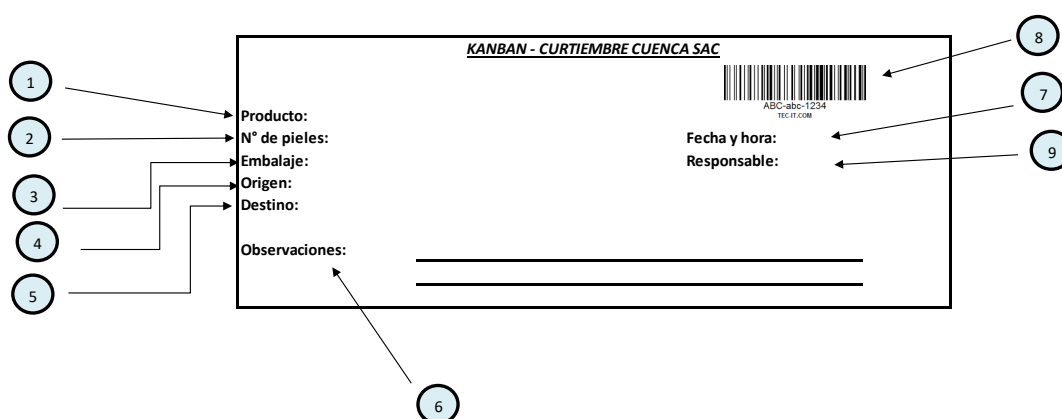 KANBAN - CURTIEMBRE CUENCA SAC
8
1
ABC-abc-1234
TEC-IT.COM
7
Producto:
2
N° de pieles:
Fecha y hora:
Embalaje:
Responsable:
9
3
Origen:
Destino:
4
Observaciones:
5
6